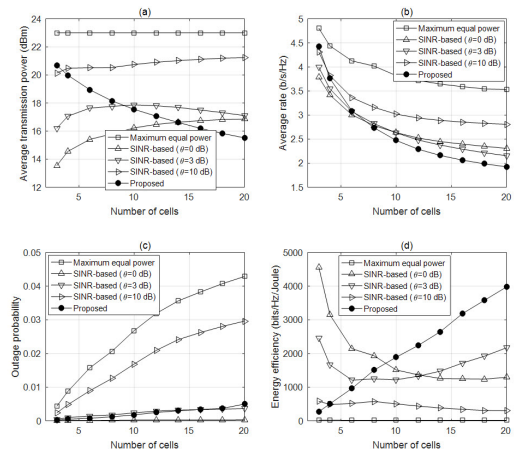 (a)
Average transmission power (dBm)
24
22
20
18
16
14
12
Maximum equal power
SINR-based (θ=0 dB)
SINR-based (θ=3 dB)
SINR-based (θ=10 dB)
Proposed
5
10
15
20
Number of cells
(b)
Average rate (b/s/Hz)
5
4.5
4
3.5
3
2.5
2
1.5
Maximum equal power
SINR-based (θ=0 dB)
SINR-based (θ=3 dB)
SINR-based (θ=10 dB)
Proposed
5
10
15
20
Number of cells
(c)
Outage probability
0.05
0.04
0.03
0.02
0.01
0
Maximum equal power
SINR-based (θ=0 dB)
SINR-based (θ=3 dB)
SINR-based (θ=10 dB)
Proposed
5
10
15
20
Number of cells
(d)
Energy efficiency (bits/Hz/Joule)
5000
4000
3000
2000
1000
0
Maximum equal power
SINR-based (θ=0 dB)
SINR-based (θ=3 dB)
SINR-based (θ=10 dB)
Proposed
5
10
15
20
Number of cells